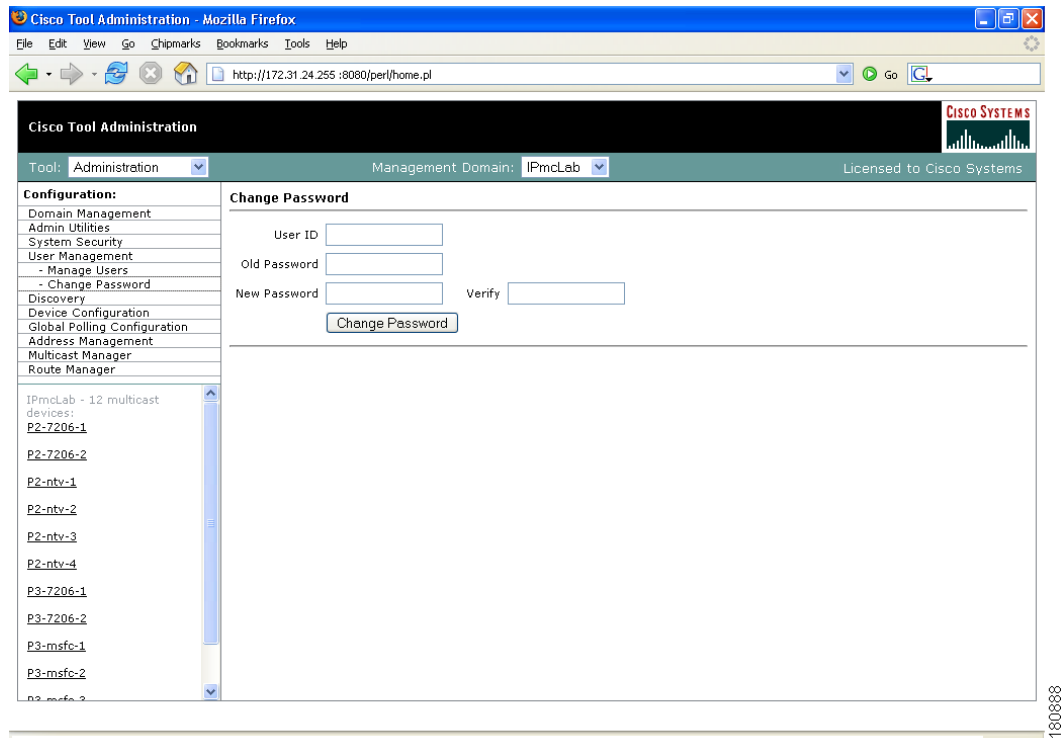 Cisco Tool Administration - Mozilla Firefox
File Edit View Go Chipmarks Bookmarks Tools Help
http://172.31.24.255 :8080/perl/home.pl
Go
G
Cisco Tool Administration
CISCO SYSTEMS
Tool: Administration
Management Domain: IPmcLab
Licensed to Cisco Systems
Configuration:
Domain Management
Admin Utilities
System Security
User Management
- Manage Users
- Change Password
Discovery
Device Configuration
Global Polling Configuration
Address Management
Multicast Manager
Route Manager
IPmcLab - 12 multicast
devices:
P2-7206-1
P2-7206-2
P2-ntv-1
P2-ntv-2
P2-ntv-3
P2-ntv-4
P3-7206-1
P3-7206-2
P3-msfc-1
P3-msfc-2
Change Password
User ID
Old Password
New Password
Verify
Change Password
180888